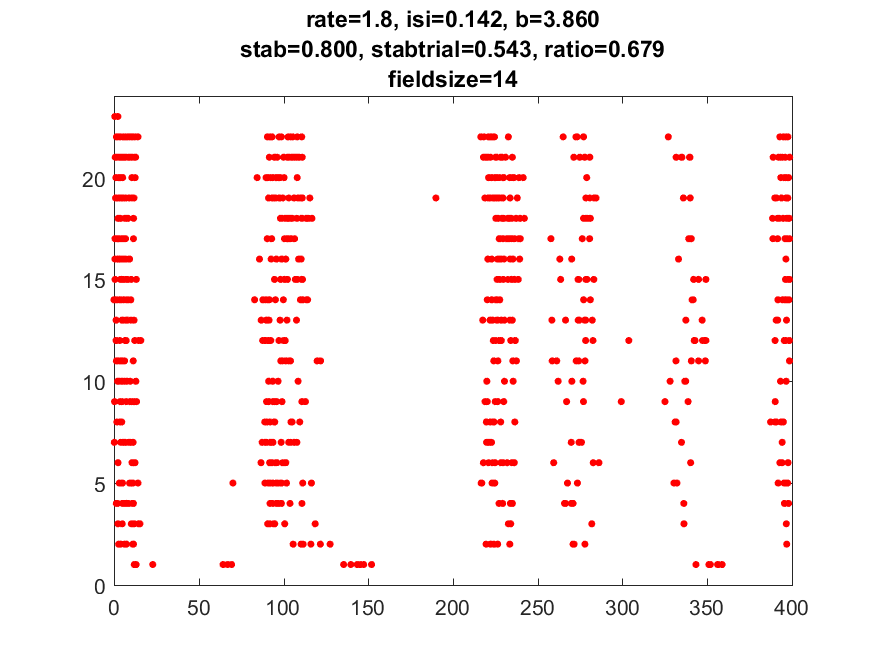 rate=1.8, isi=0.142, b=3.860
stab=0.800, stabtrial=0.543, ratio=0.679
fieldsize=14
20
15
10
5
0
0 50 100 150 200 250 300 350 400